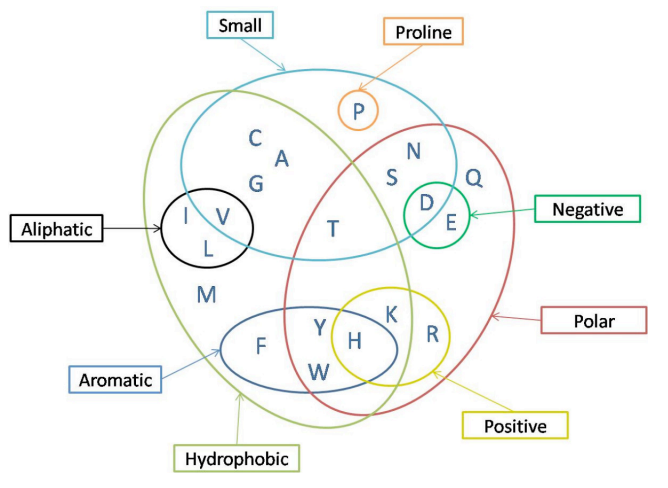 Small
Proline
P
C
A
N
G
S
Q
D
I
V
E
Negative
Aliphatic
T
L
M
K
Polar
Y
R
F
H
W
Aromatic
Positive
Hydrophobic